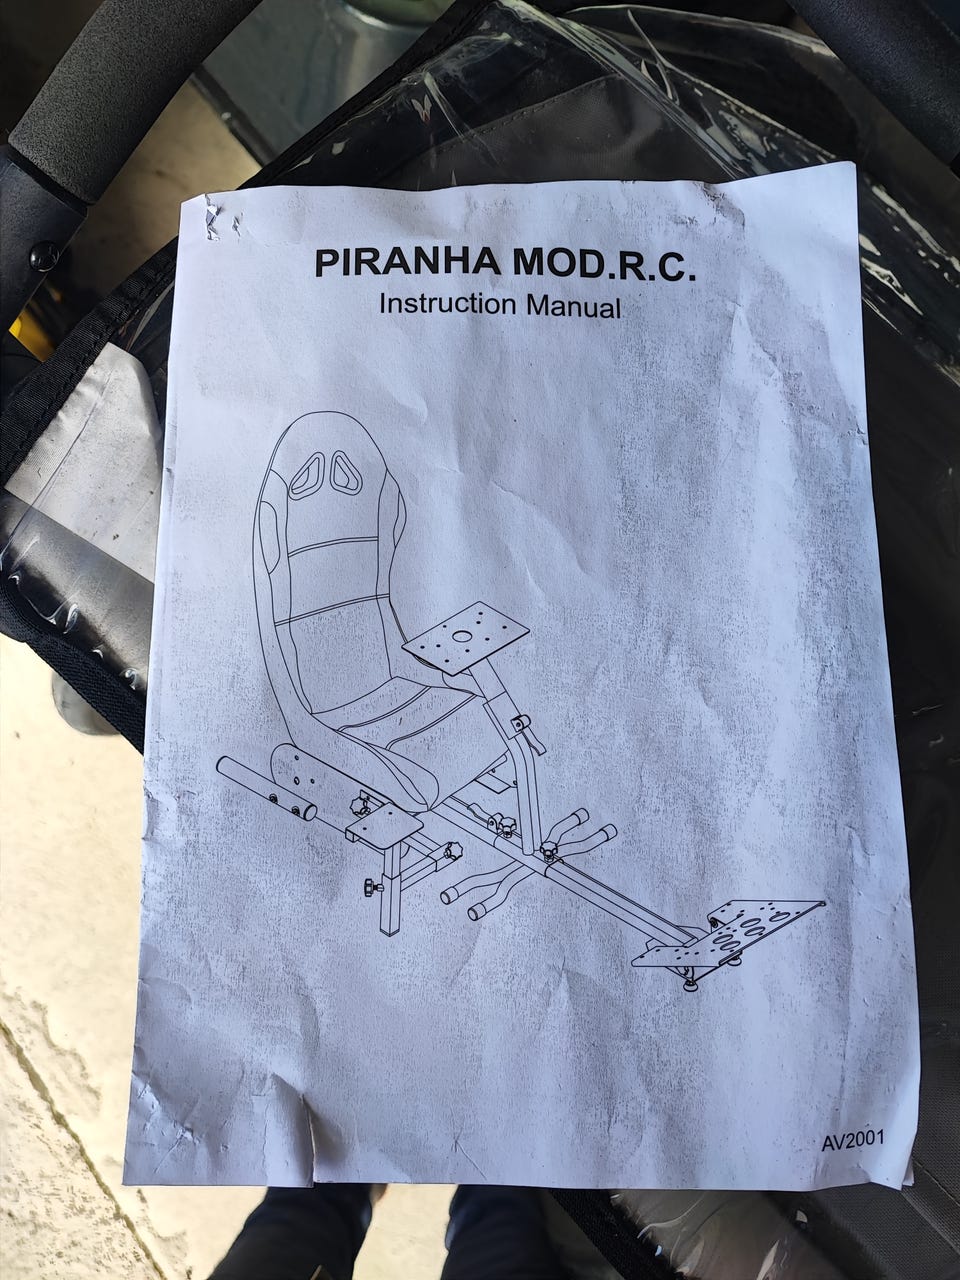 PIRANHA MOD.R.C.
Instruction Manual
AV2001